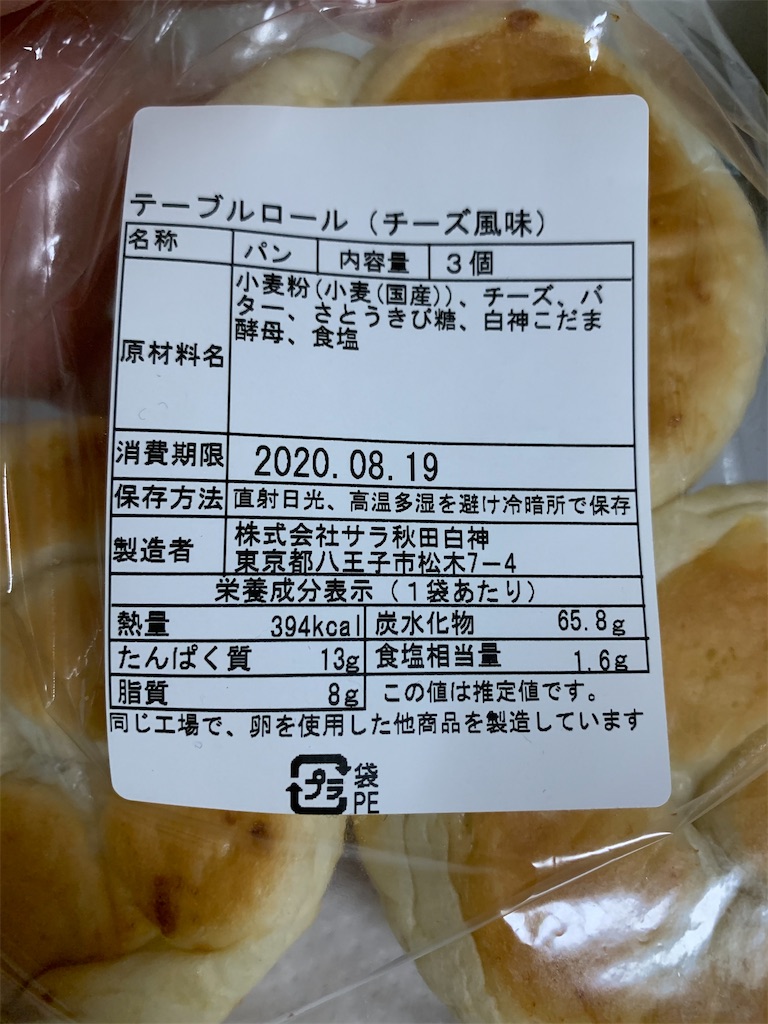 テーブルロール（チーズ風味）
名称 パン 内容量 3個
原材料名 小麦粉（小麦（国産））、チーズ、バ
ター、さとうきび糖、白神こだま
酵母、食塩
消費期限 2020.08.19
保存方法 直射日光、高温多湿を避け冷暗所で保存
製造者 株式会社サラ秋田白神
東京都八王子市松木7-4
栄養成分表示（1袋あたり）
熱量 394kcal 炭水化物 65.8g
たんぱく質 13g 食塩相当量 1.6g
脂質 8g この値は推定値です。
同じ工場で、卵を使用した他商品を製造しています
プラ 袋
PE